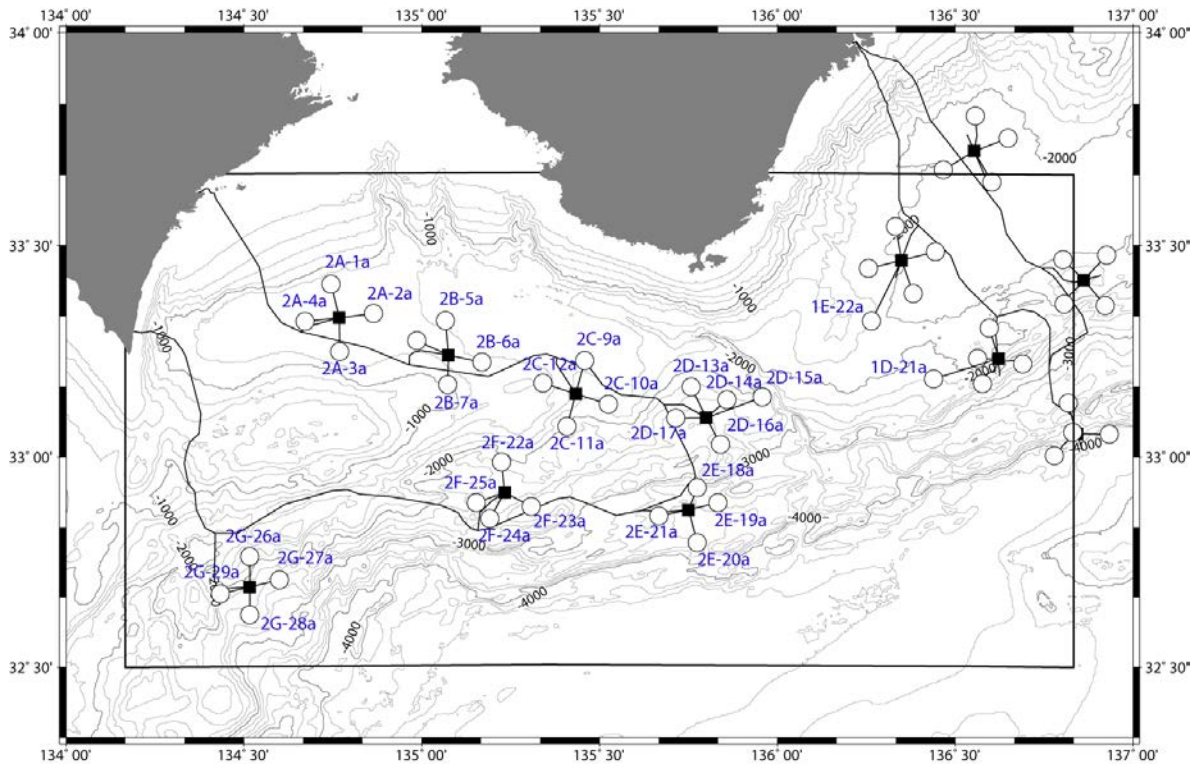 134° 00'
134° 30'
135° 00'
135° 30'
136° 00'
136° 30'
137° 00'
34° 00'
34° 00'
-2000
33° 30'
33° 30'
-1000
-2000
2A-1a
2A-4a
2A-2a
2B-5a
-1000
1E-22a
-1000
2A-3a
2B-6a
2C-9a
-2000
-3000
2C-12a
2D-13a
2D-14a
2D-15a
1D-21a
-2000
2B-7a
2C-10a
-1000
2D-16a
2D-17a
2C-11a
2F-22a
33° 00'
33° 00'
-4000
-2000
-3000
2E-18a
2F-25a
-1000
2E-19a
2F-23a
2E-21a
-4000
2F-24a
2G-26a
-3000
-2000
2G-27a
2E-20a
2G-29a
-4000
2G-28a
-4000
32° 30'
32° 30'
134° 00'
134° 30'
135° 00'
135° 30'
136° 00'
136° 30'
137° 00'